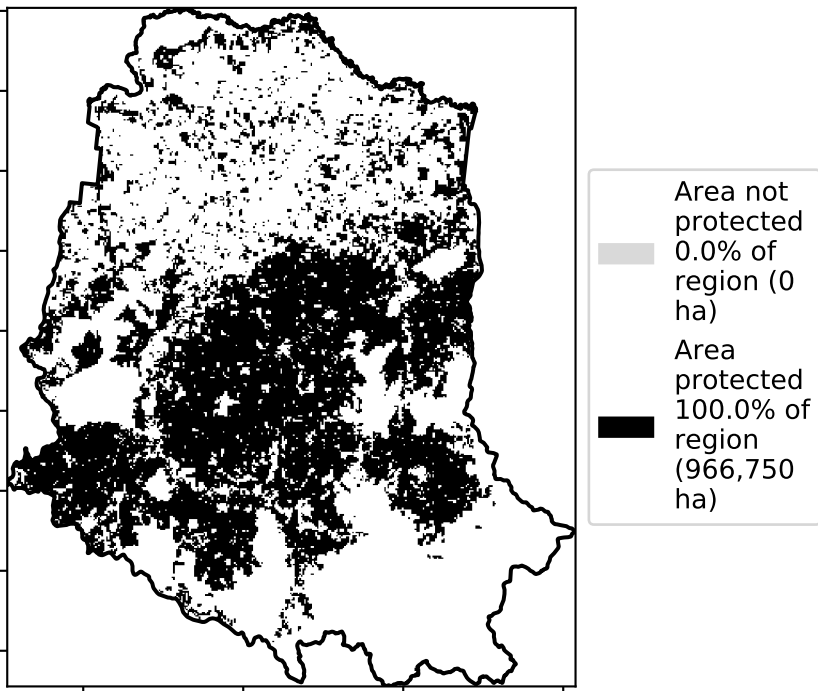 Area not
protected
0.0% of
region (0
ha)
Area
protected
100.0% of
region
(966,750
ha)